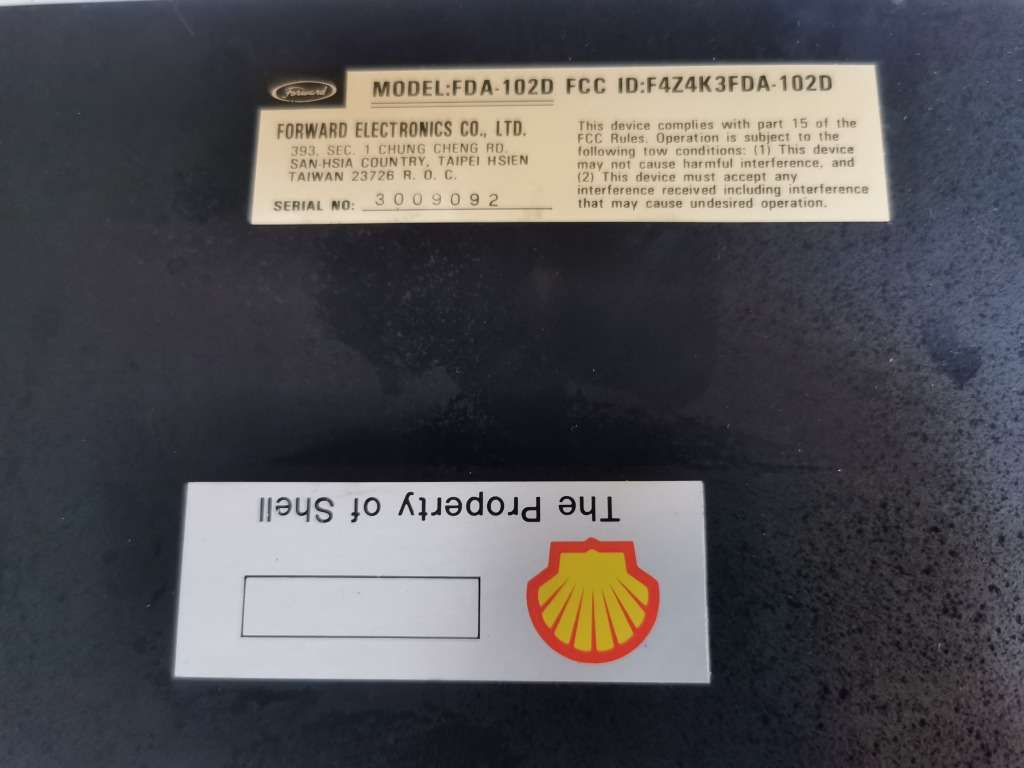 Forward
MODEL:FDA-102D FCC ID:F4Z4K3FDA-102D
FORWARD ELECTRONICS CO., LTD.
393, SEC. 1 CHUNG CHENG RD.
SAN-HSIA COUNTRY, TAIPEI HSIEN
TAIWAN 23726 R. O. C.
SERIAL NO: 3009092
This device complies with part 15 of the
FCC Rules. Operation is subject to the
following tow conditions: (1) This device
may not cause harmful interference, and
(2) This device must accept any
interference received including interference
that may cause undesired operation.
The Property of Shell